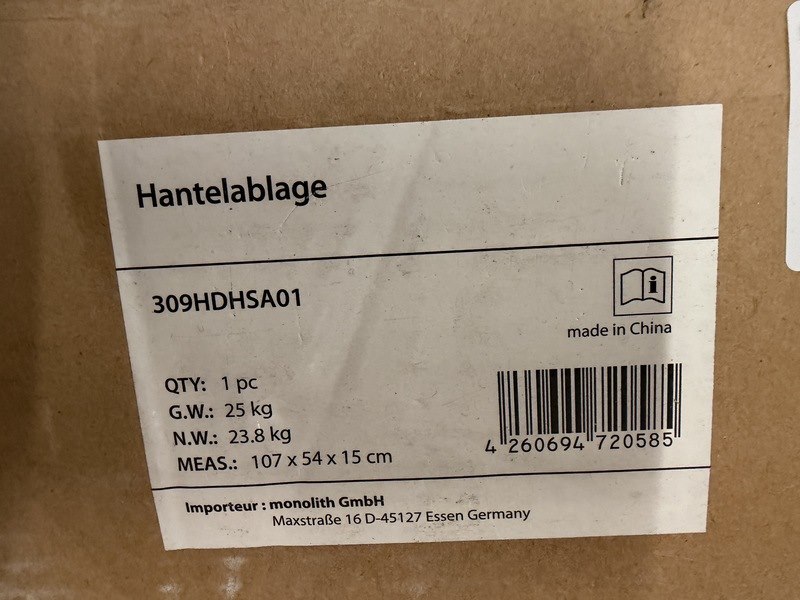 Hantelablage
309HDHSA01
made in China
QTY: 1 pc
G.W.: 25 kg
N.W.: 23.8 kg
MEAS.: 107 x 54 x 15 cm
4 260694 720585
Importeur : monolith GmbH
Maxstraße 16 D-45127 Essen Germany